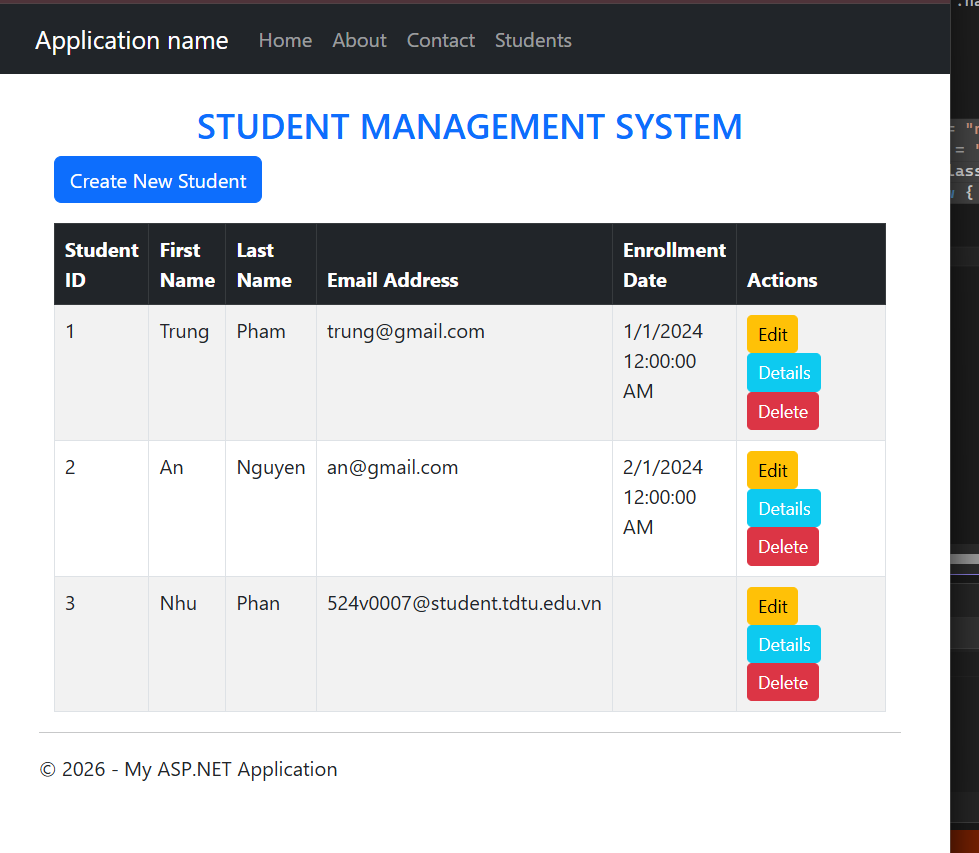 Application name Home About Contact Students
STUDENT MANAGEMENT SYSTEM
Create New Student
Student ID First Name Last Name Email Address Enrollment Date Actions
1 Trung Pham trung@gmail.com 1/1/2024 12:00:00 AM Edit
Details
Delete
2 An Nguyen an@gmail.com 2/1/2024 12:00:00 AM Edit
Details
Delete
3 Nhu Phan 524v0007@student.tdtu.edu.vn Edit
Details
Delete
© 2026 - My ASP.NET Application